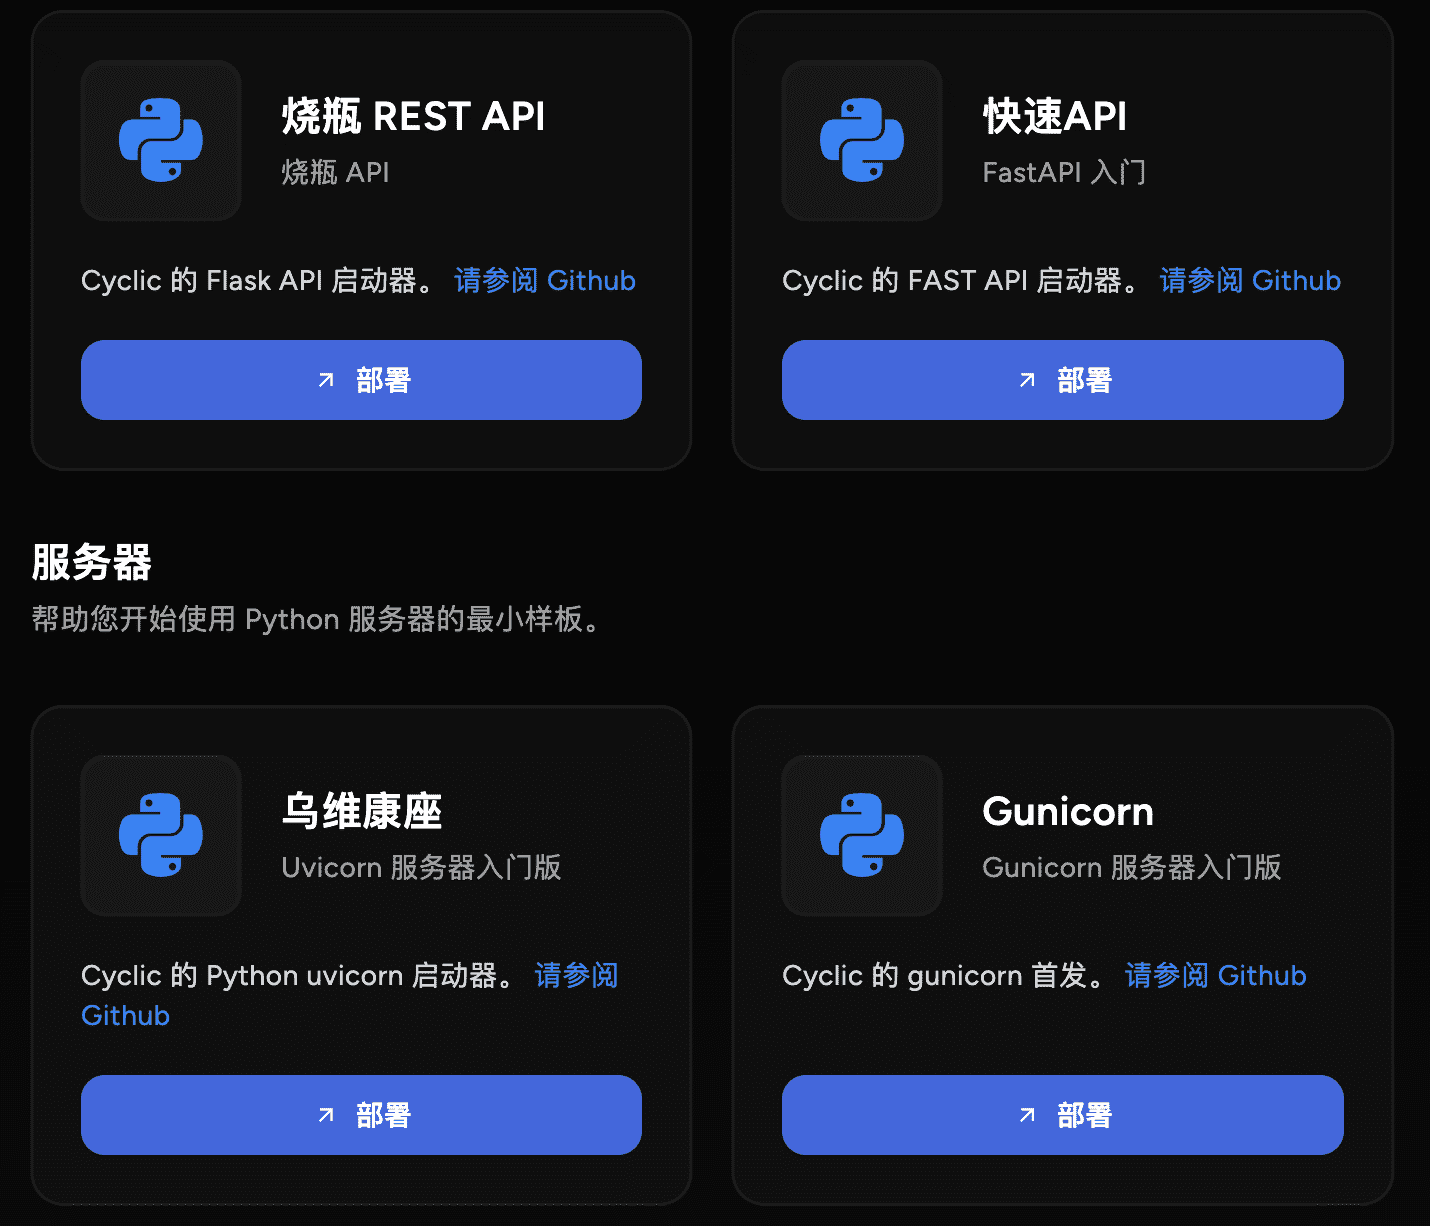 烧瓶 REST API
烧瓶 API
Cyclic 的 Flask API 启动器。 请参阅 Github
部署
快速API
FastAPI 入门
Cyclic 的 FAST API 启动器。 请参阅 Github
部署
服务器
帮助您开始使用 Python 服务器的最小样板。
乌维康座
Uvicorn 服务器入门版
Cyclic 的 Python uvicorn 启动器。 请参阅
Github
部署
Gunicorn
Gunicorn 服务器入门版
Cyclic 的 gunicorn 首发。 请参阅 Github
部署